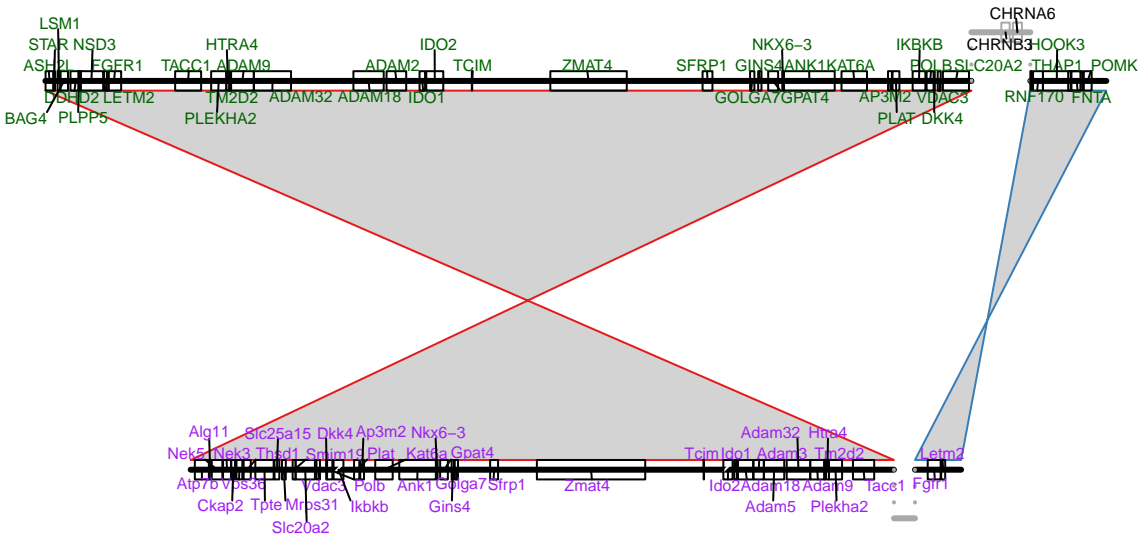 CHRNA6
LSM1
STAR NSD3 HTRA4 IDO2 NKX6−3 IKBKB CHRNB3 HOOK3
ASH2L FGFR1 TACC1 ADAM9 ADAM2 TCIM ZMAT4 SFRP1 GINS4 ANK1 KAT6A POLB SLC20A2 THAP1 POMK
DDHD2 LETM2 TM2D2 ADAM32 ADAM18 IDO1 GOLGA7 GPAT4 AP3M2 VDAC3 RNF170 FNTA
BAG4 PLPP5 PLEKHA2 PLAT DKK4
Alg11 Slc25a15 Dkk4 Ap3m2 Nkx6−3 Adam32 Htra4
Nek5 Nek3 Thsd1 Smim19 Plat Kat6a Gpat4 Tcim Ido1 Adam3 Tm2d2 Letm2
Atp7b Vps36 Vdac3 Polb Ank1 Golga7 Sfrp1 Zmat4 Ido2 Adam18 Adam9 Tacc1 Fgfr1
Ckap2 Tpte Mrps31 Ikbkb Gins4 Adam5 Plekha2
Slc20a2